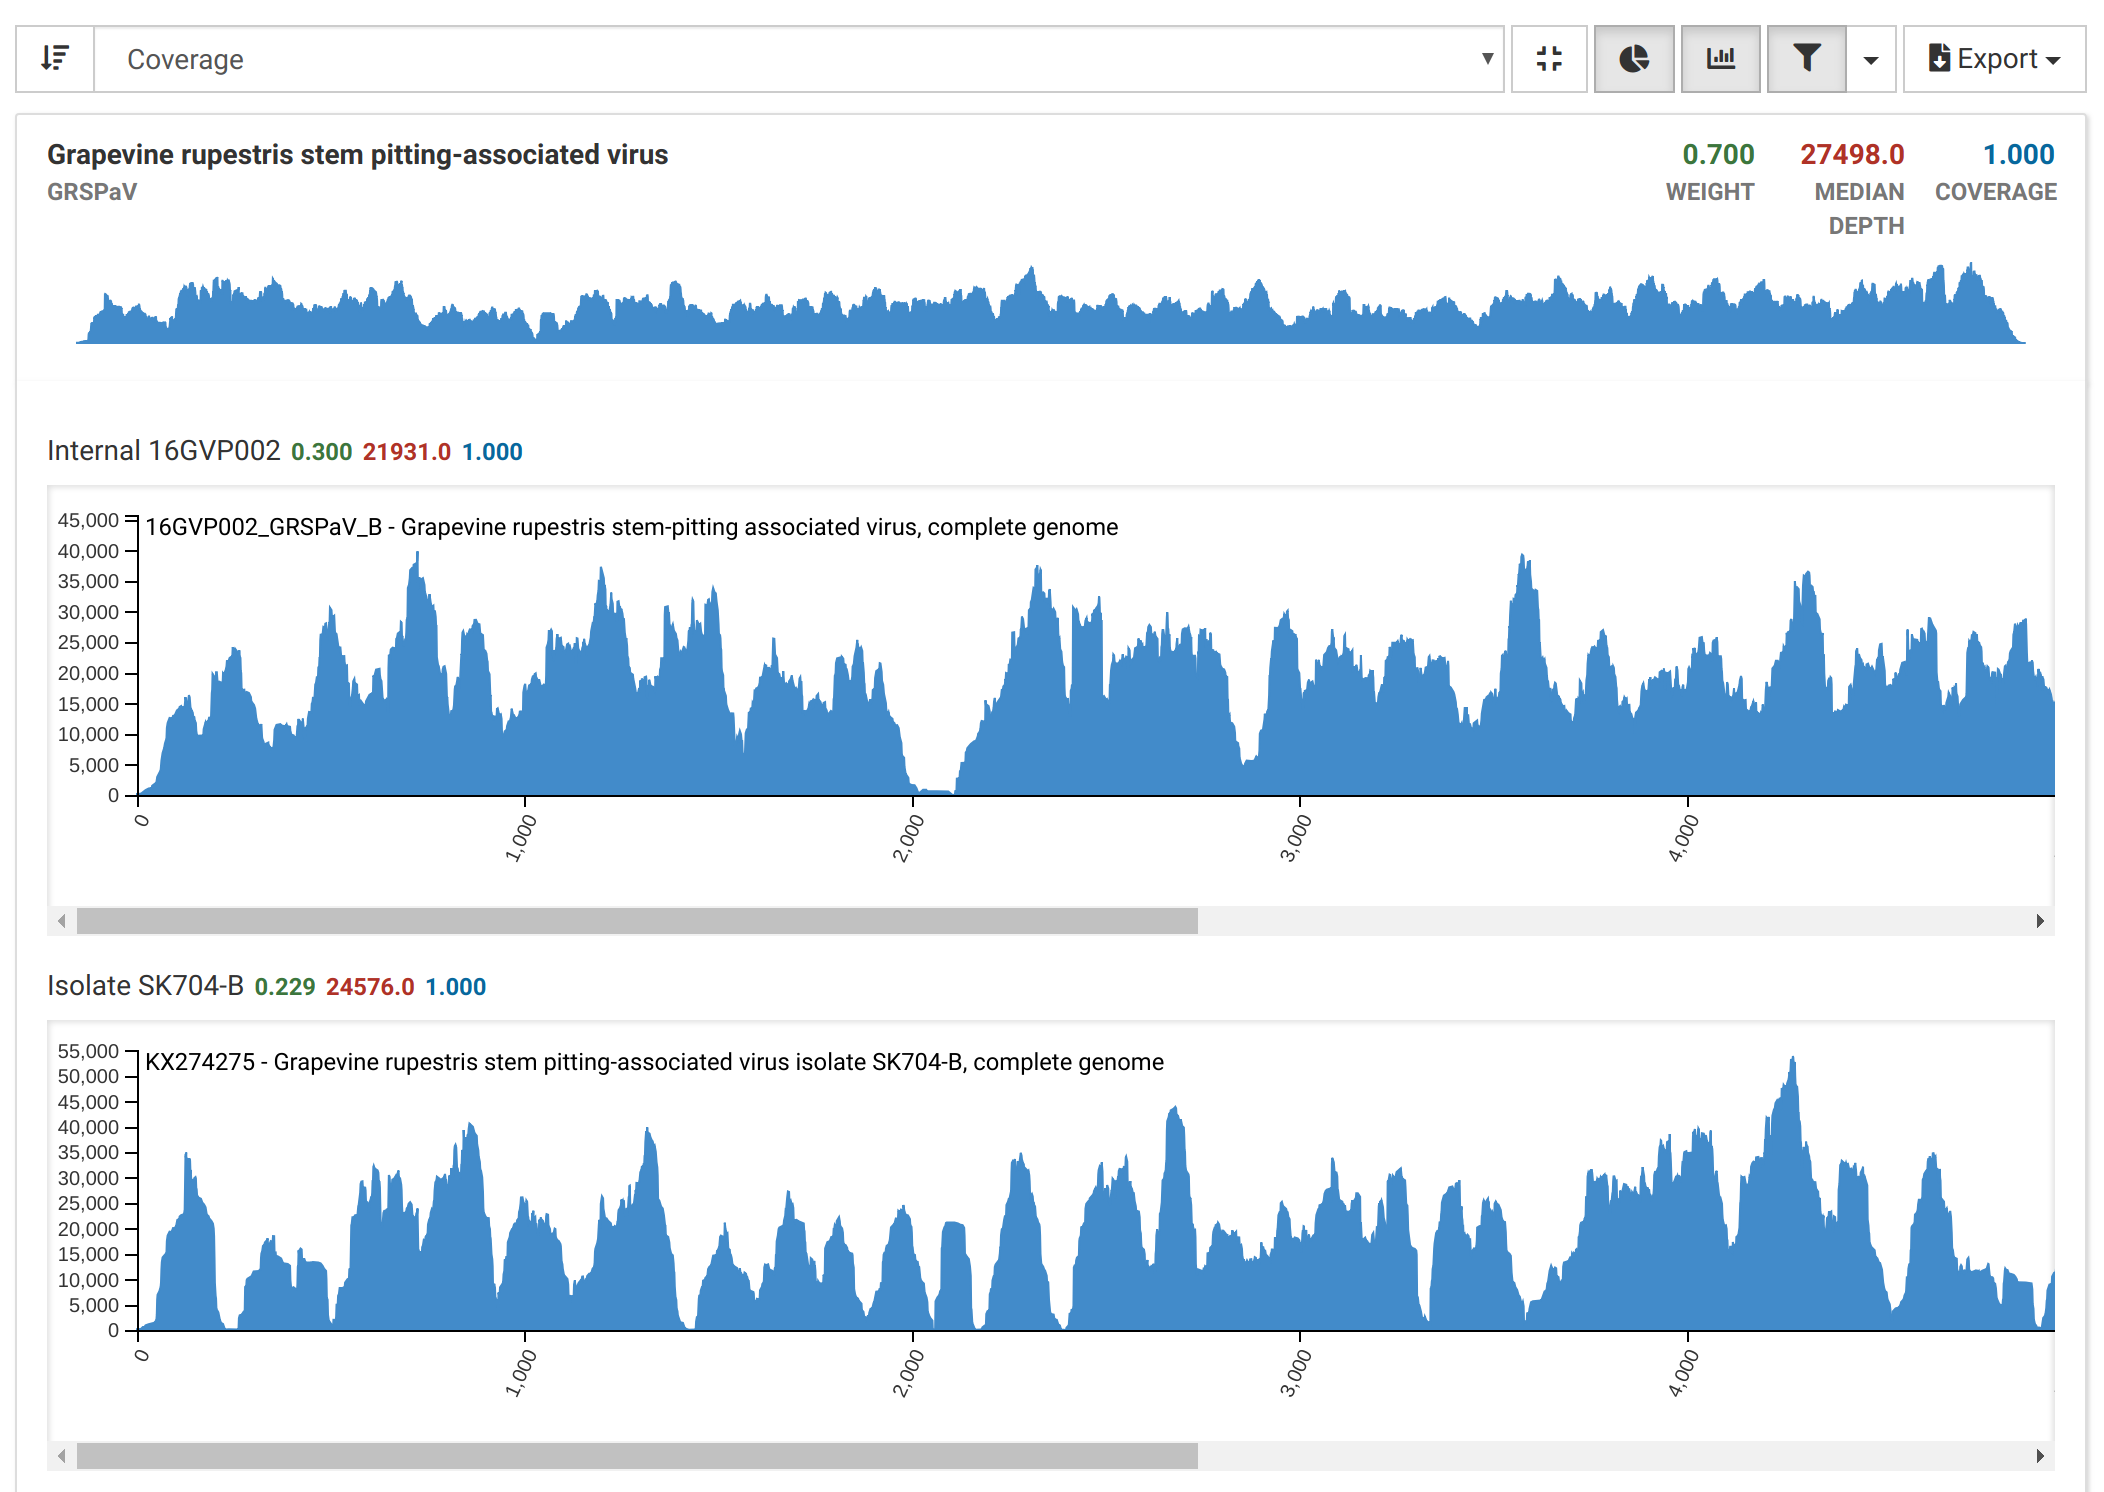 Coverage
Export
Grapevine rupestris stem pitting-associated virus
0.700 27498.0 1.000
GRSPaV
WEIGHT MEDIAN DEPTH COVERAGE
Internal 16GVP002 0.300 21931.0 1.000
16GVP002_GRSPaV_B - Grapevine rupestris stem-pitting associated virus, complete genome
45,000
40,000
35,000
30,000
25,000
20,000
15,000
10,000
5,000
0
0 1,000 2,000 3,000 4,000
Isolate SK704-B 0.229 24576.0 1.000
KX274275 - Grapevine rupestris stem pitting-associated virus isolate SK704-B, complete genome
55,000
50,000
45,000
40,000
35,000
30,000
25,000
20,000
15,000
10,000
5,000
0
0 1,000 2,000 3,000 4,000